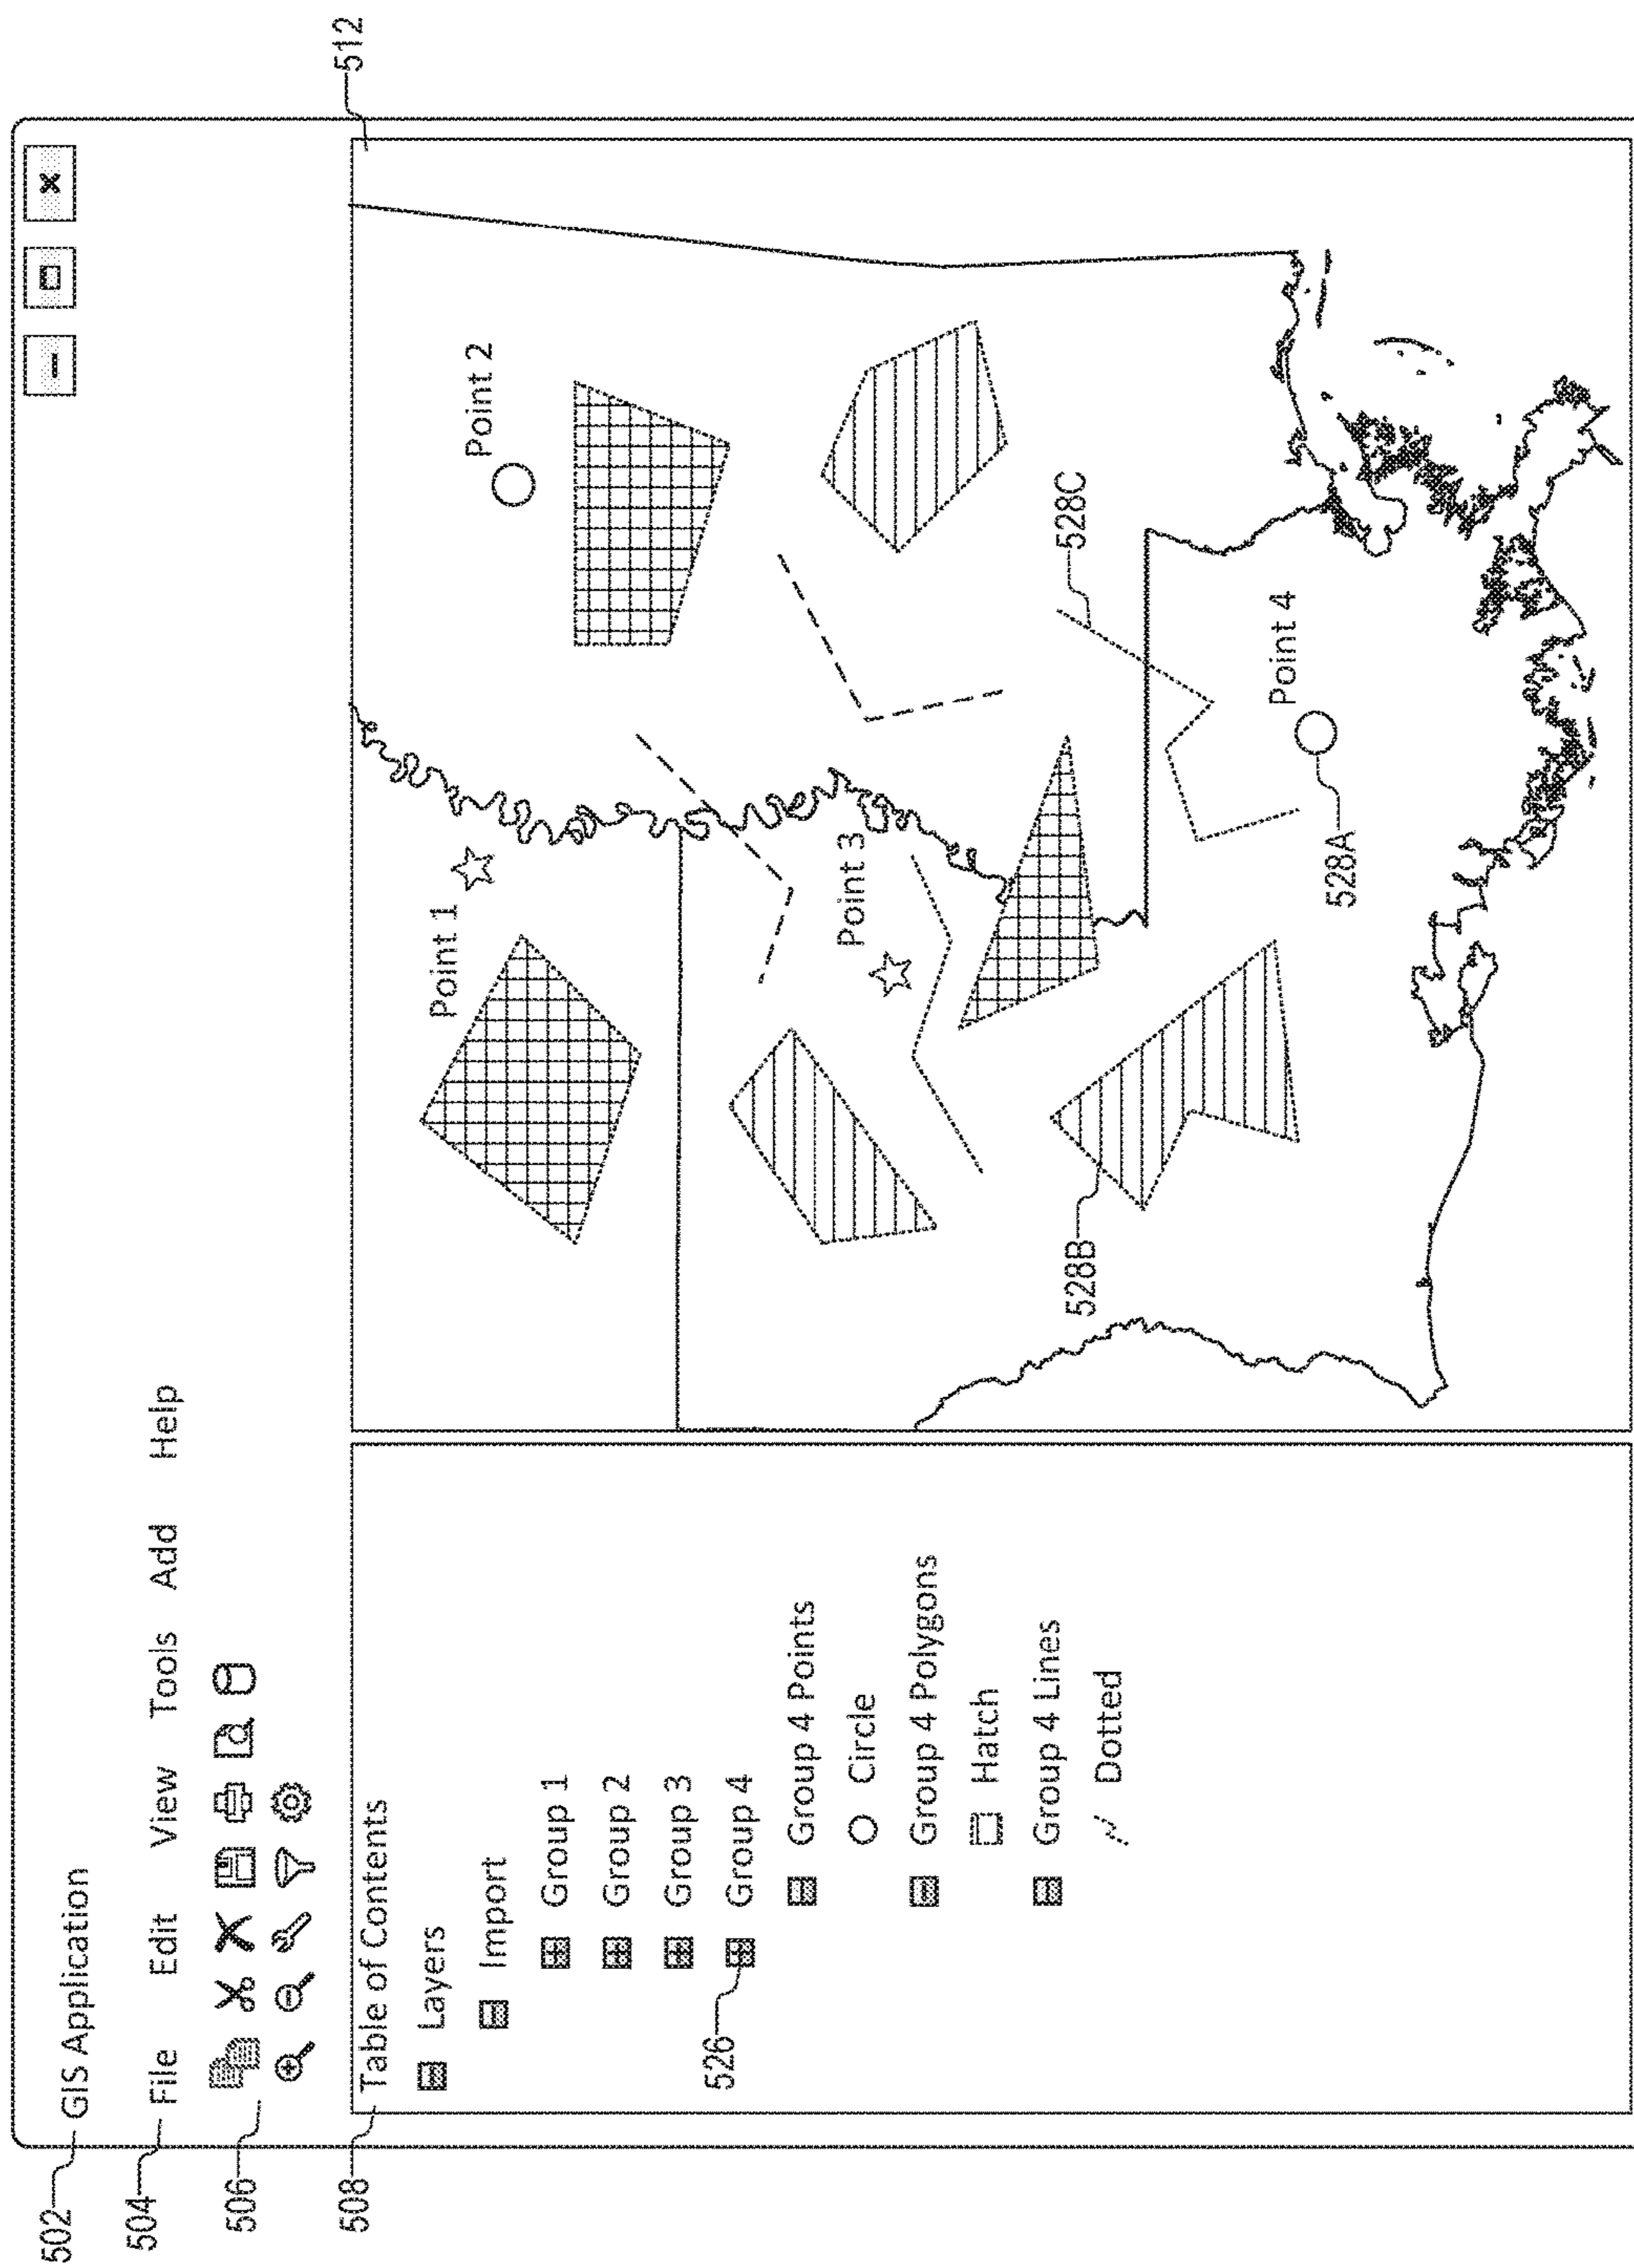 502
GIS Application
504
File Edit View Tools Add Help
506
508
512
Table of Contents
Layers
Import
Group 1
Group 2
Group 3
526
Group 4
Group 4 Points
Circle
Group 4 Polygons
Hatch
Group 4 Lines
Dotted
Point 1
Point 2
Point 3
528C
528B
Point 4
528A